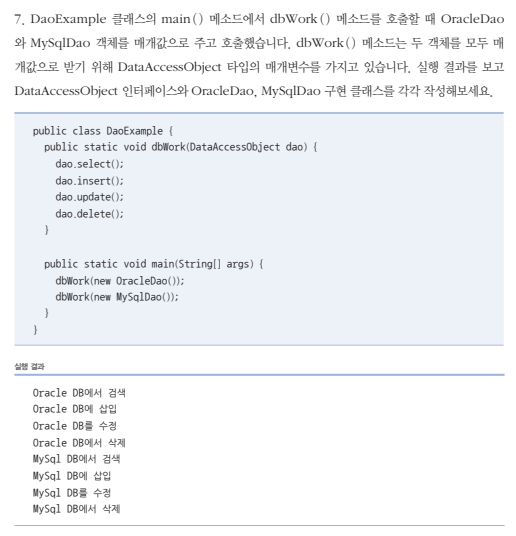 7. DaoExample 클래스의 main() 메소드에서 dbWork() 메소드를 호출할 때 OracleDao
와 MySqlDao 객체를 매개값으로 주고 호출했습니다. dbWork() 메소드는 두 객체를 모두 매
개값으로 받기 위해 DataAccessObject 타입의 매개변수를 가지고 있습니다. 실행 결과를 보고
DataAccessObject 인터페이스와 OracleDao, MySqlDao 구현 클래스를 각각 작성해보세요.
public class DaoExample {
  public static void dbWork(DataAccessObject dao) {
    dao.select();
    dao.insert();
    dao.update();
    dao.delete();
  }
  public static void main(String[] args) {
    dbWork(new OracleDao());
    dbWork(new MySqlDao());
  }
}
실행 결과
Oracle DB에서 검색
Oracle DB에 삽입
Oracle DB를 수정
Oracle DB에서 삭제
MySql DB에서 검색
MySql DB에 삽입
MySql DB를 수정
MySql DB에서 삭제